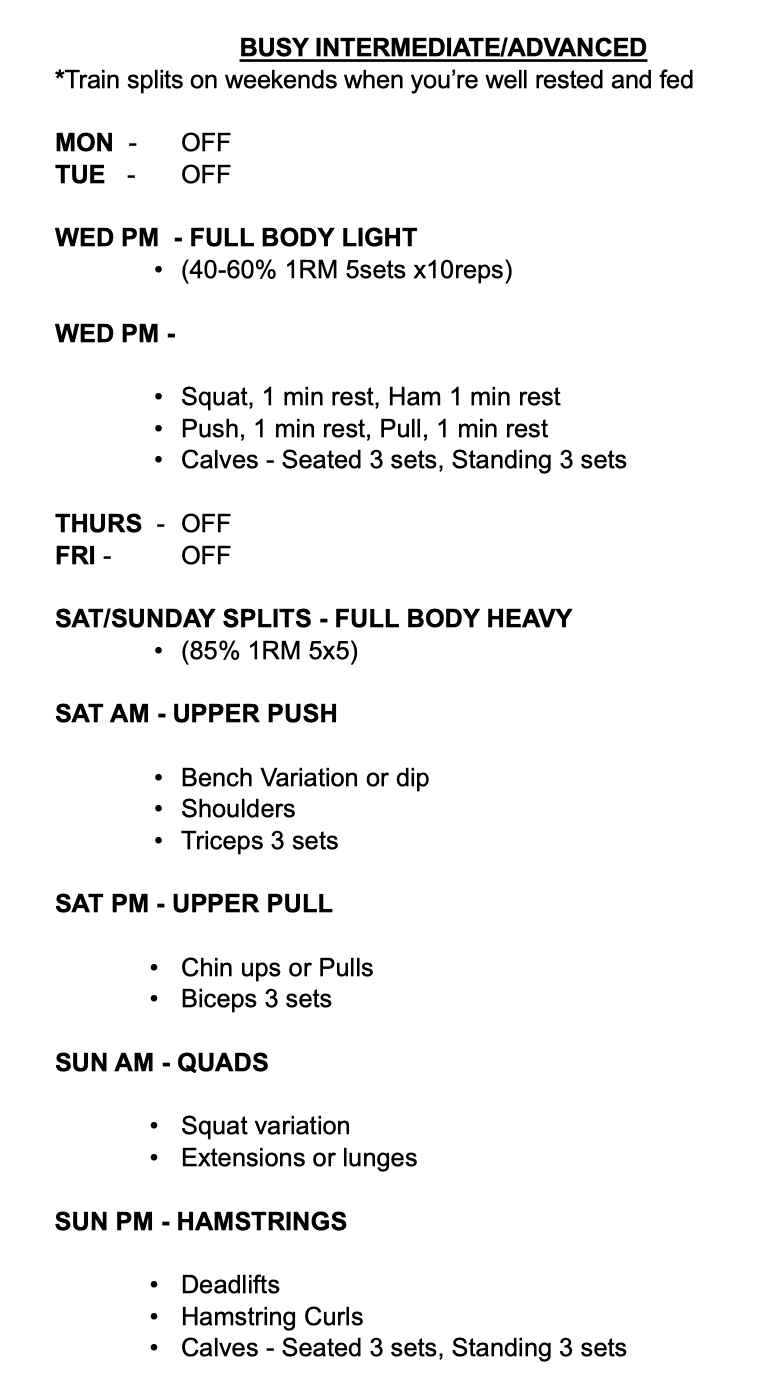 BUSY INTERMEDIATE/ADVANCED
*Train splits on weekends when you’re well rested and fed
MON - OFF
TUE - OFF
WED PM - FULL BODY LIGHT
• (40-60% 1RM 5sets x10reps)
WED PM -
• Squat, 1 min rest, Ham 1 min rest
• Push, 1 min rest, Pull, 1 min rest
• Calves - Seated 3 sets, Standing 3 sets
THURS - OFF
FRI - OFF
SAT/SUNDAY SPLITS - FULL BODY HEAVY
• (85% 1RM 5x5)
SAT AM - UPPER PUSH
• Bench Variation or dip
• Shoulders
• Triceps 3 sets
SAT PM - UPPER PULL
• Chin ups or Pulls
• Biceps 3 sets
SUN AM - QUADS
• Squat variation
• Extensions or lunges
SUN PM - HAMSTRINGS
• Deadlifts
• Hamstring Curls
• Calves - Seated 3 sets, Standing 3 sets